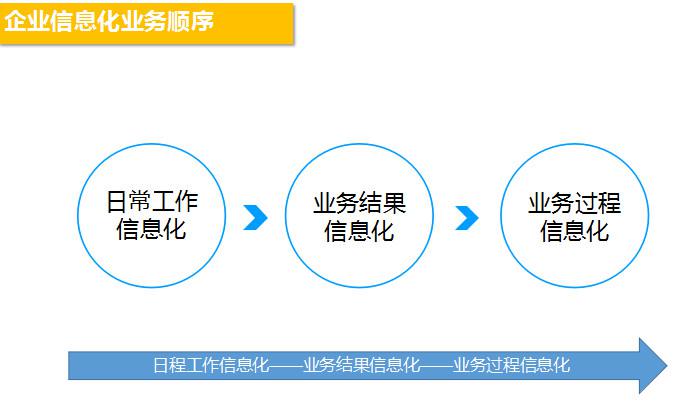 企业信息化业务顺序
日常工作
信息化
业务结果
信息化
业务过程
信息化
日程工作信息化——业务结果信息化——业务过程信息化